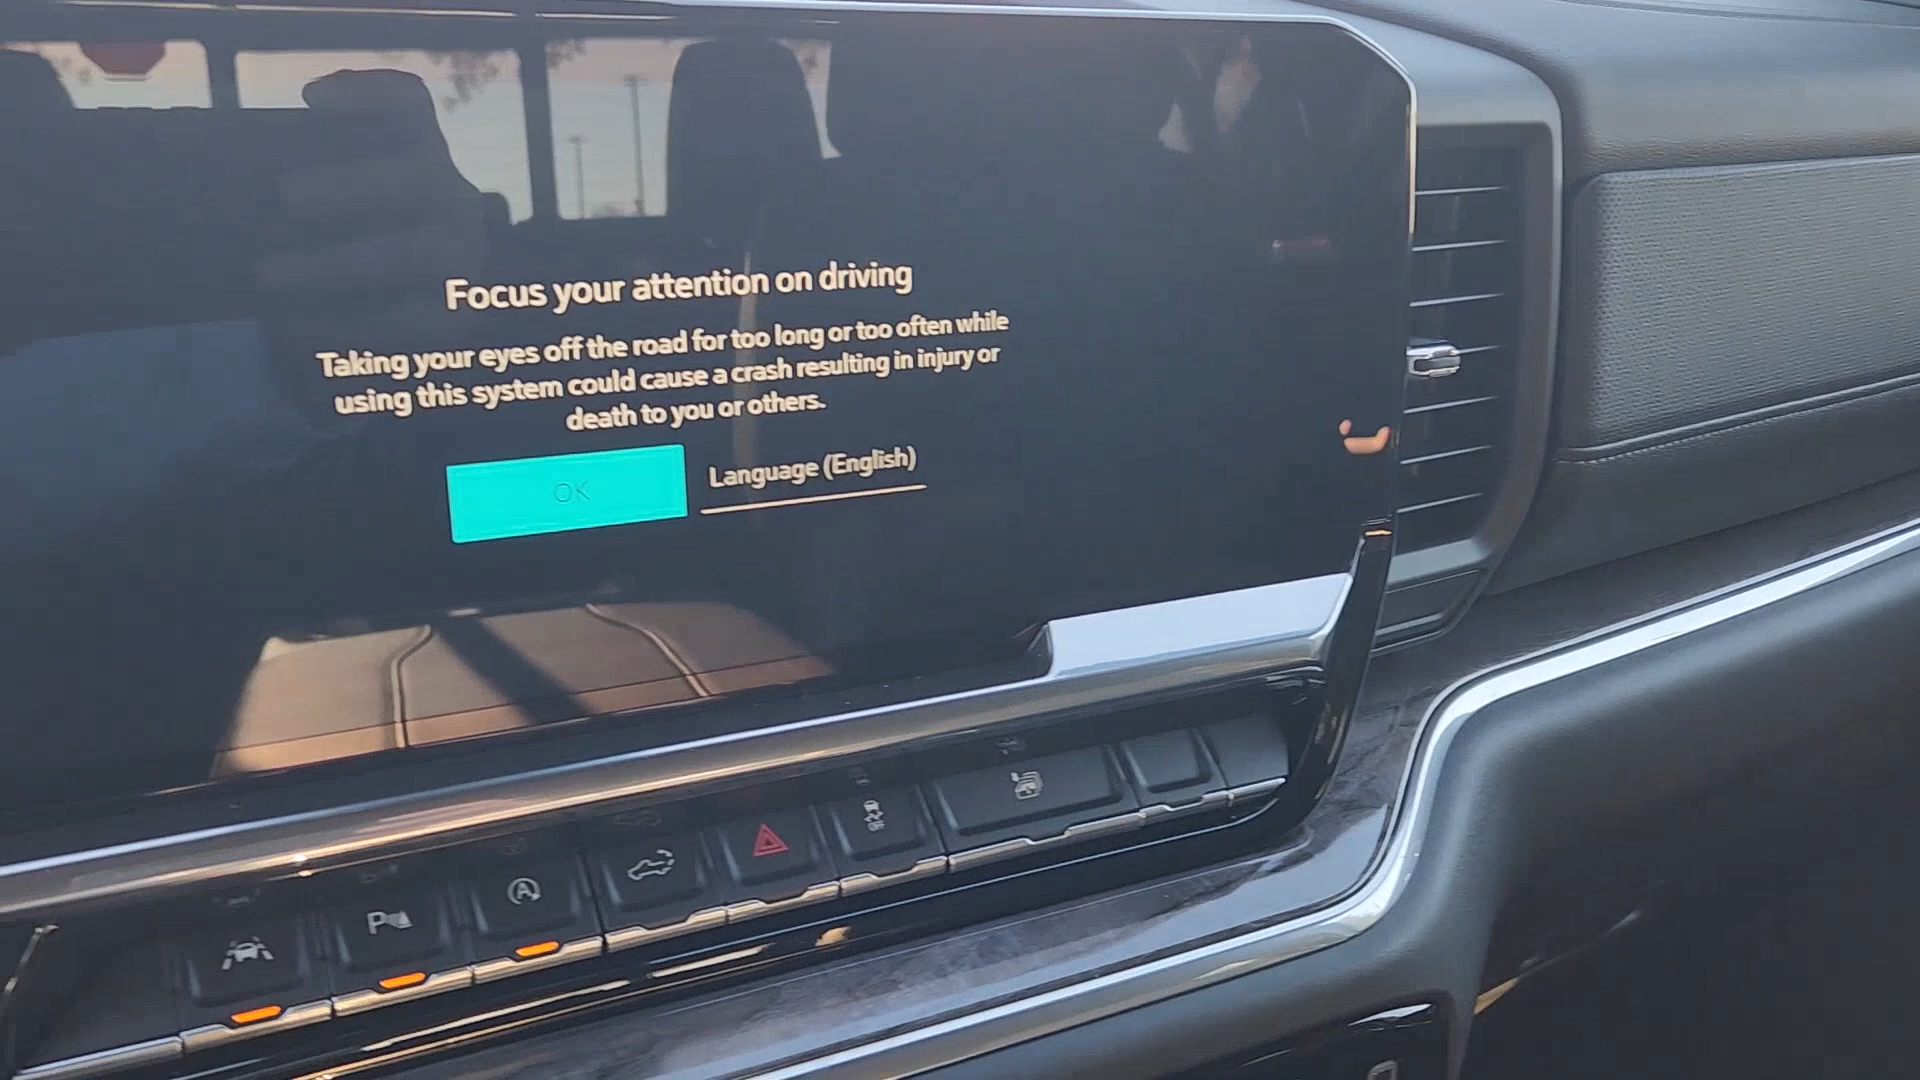 Focus your attention on driving
Taking your eyes off the road for too long or too often while
using this system could cause a crash resulting in injury or
death to you or others.
OK
Language (English)
P
A